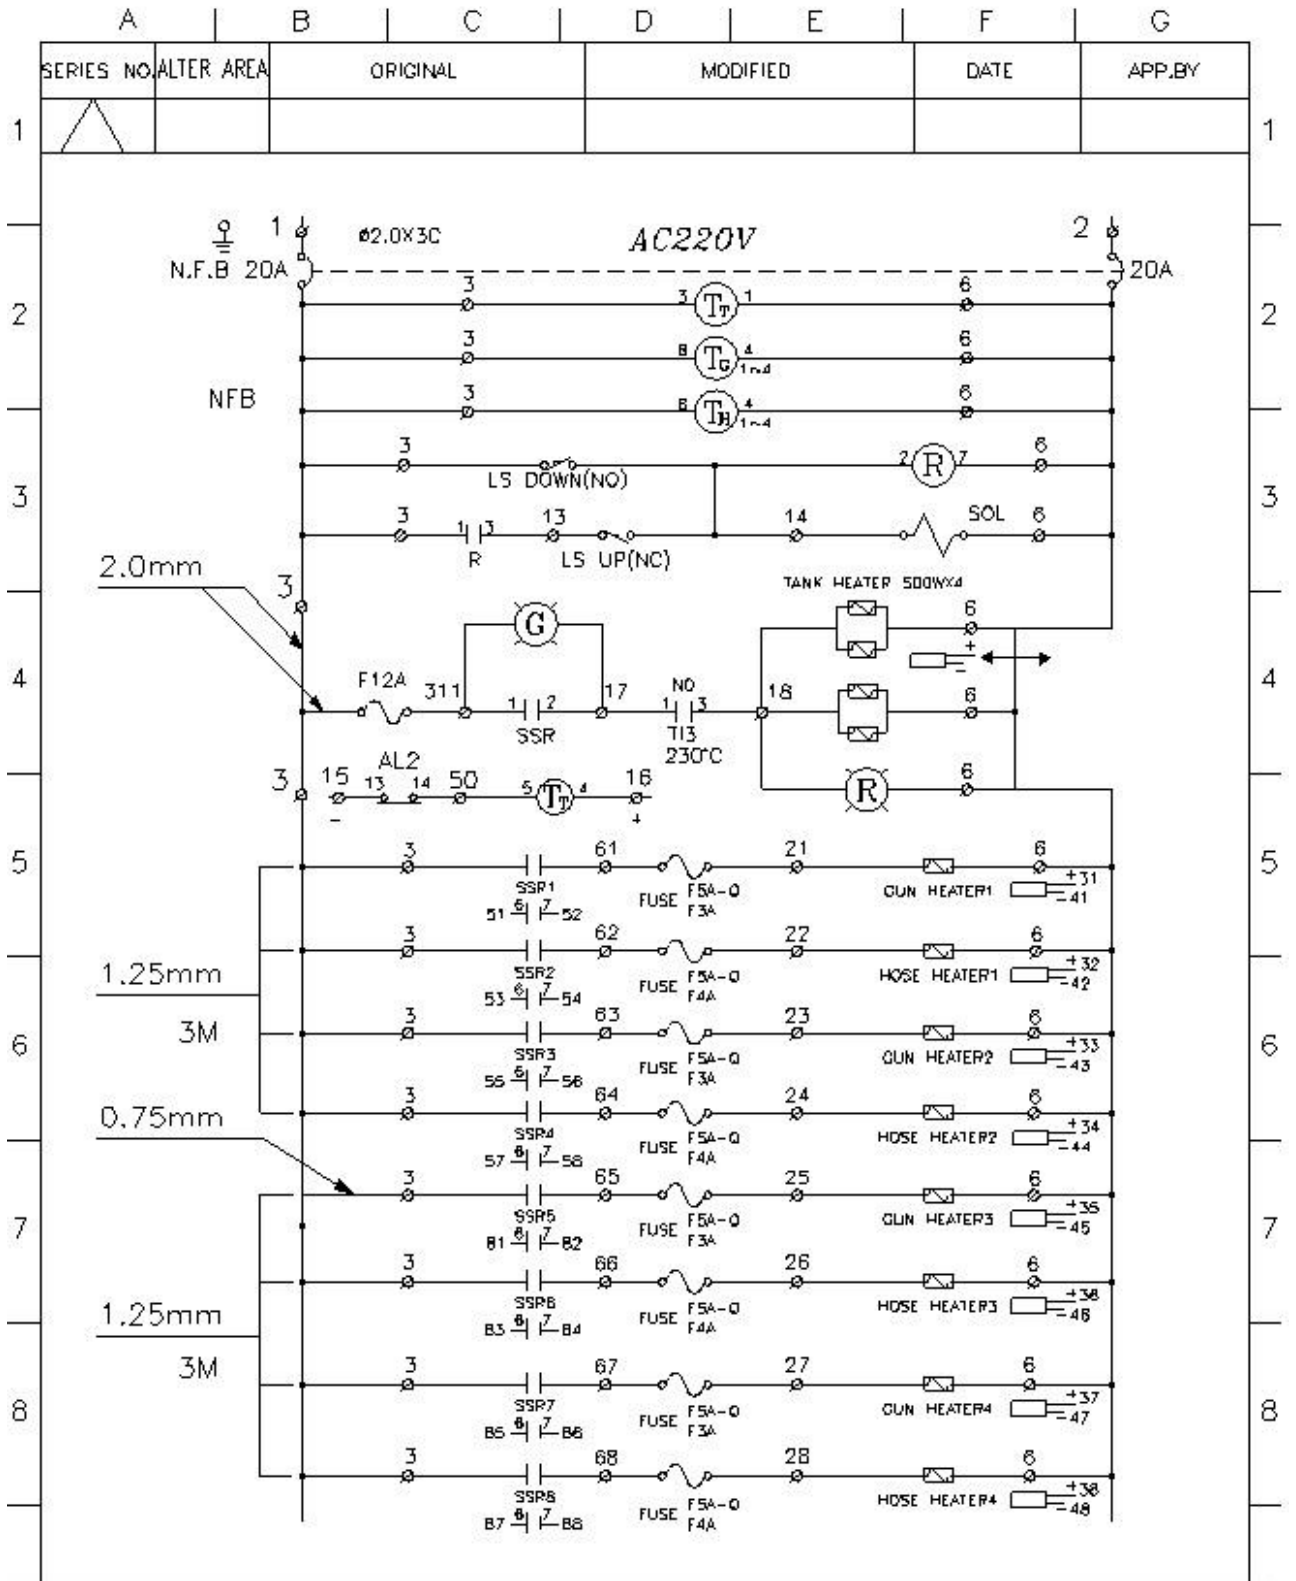 A B C D E F G
SERIES NO. ALTER AREA ORIGINAL MODIFIED DATE APP.BY
1 1
1 ø2.0X3C AC220V 2
N.F.B 20A 20A
3 3 TT 1 6
2 2
3 8 TG 4 6
1~4
NFB
3 6 TH 4 6
1~4
3 2 R 7 6
LS DOWN(NO)
3 3
3 1 3 13 14 SOL 6
R LS UP(NC)
2.0mm
3 TANK HEATER 500WX4
G 6
+
-
4 4
F12A 311 1 2 17 NO 1 3 18 6
SSR TI3
230°C
AL2
3 15 13 14 50 5 TT 4 16 R 6
- +
5 5
3 61 21 6
SSR1 FUSE F5A-Q GUN HEATER1 +31
51 6 7 52 F3A -41
3 62 22 6
1.25mm SSR2 FUSE F5A-Q HOSE HEATER1 +32
53 6 7 54 F4A -42
3M
3 63 23 6
6 6
SSR3 FUSE F5A-Q GUN HEATER2 +33
55 6 7 56 F3A -43
3 64 24 6
0.75mm
SSR4 FUSE F5A-Q HOSE HEATER2 +34
57 6 7 58 F4A -44
3 65 25 6
7 7
SSR5 FUSE F5A-Q GUN HEATER3 +35
81 6 7 82 F3A -45
3 66 26 6
1.25mm SSR6 FUSE F5A-Q HOSE HEATER3 +36
83 6 7 84 F4A -46
3M
3 67 27 6
8 8
SSR7 FUSE F5A-Q GUN HEATER4 +37
85 6 7 86 F3A -47
3 68 28 6
SSR8 FUSE F5A-Q HOSE HEATER4 +38
87 6 7 88 F4A -48